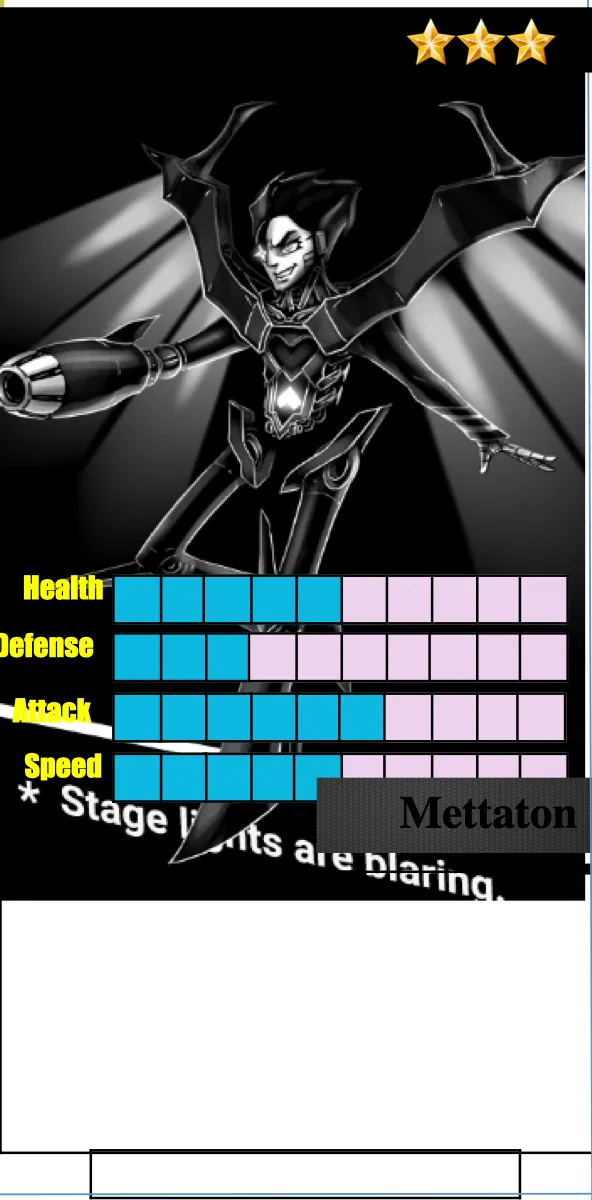 Health
Defense
Attack
Speed
Mettaton
* Stage lights are blaring.